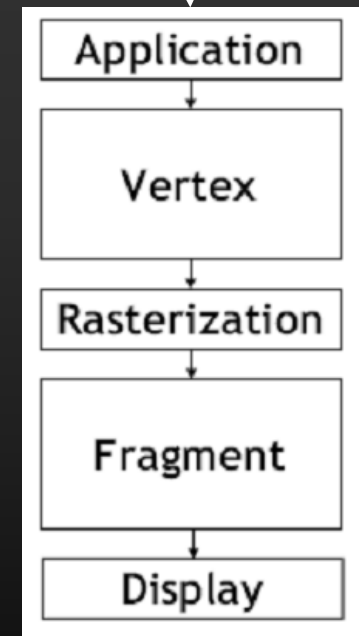 Application
Vertex
Rasterization
Fragment
Display